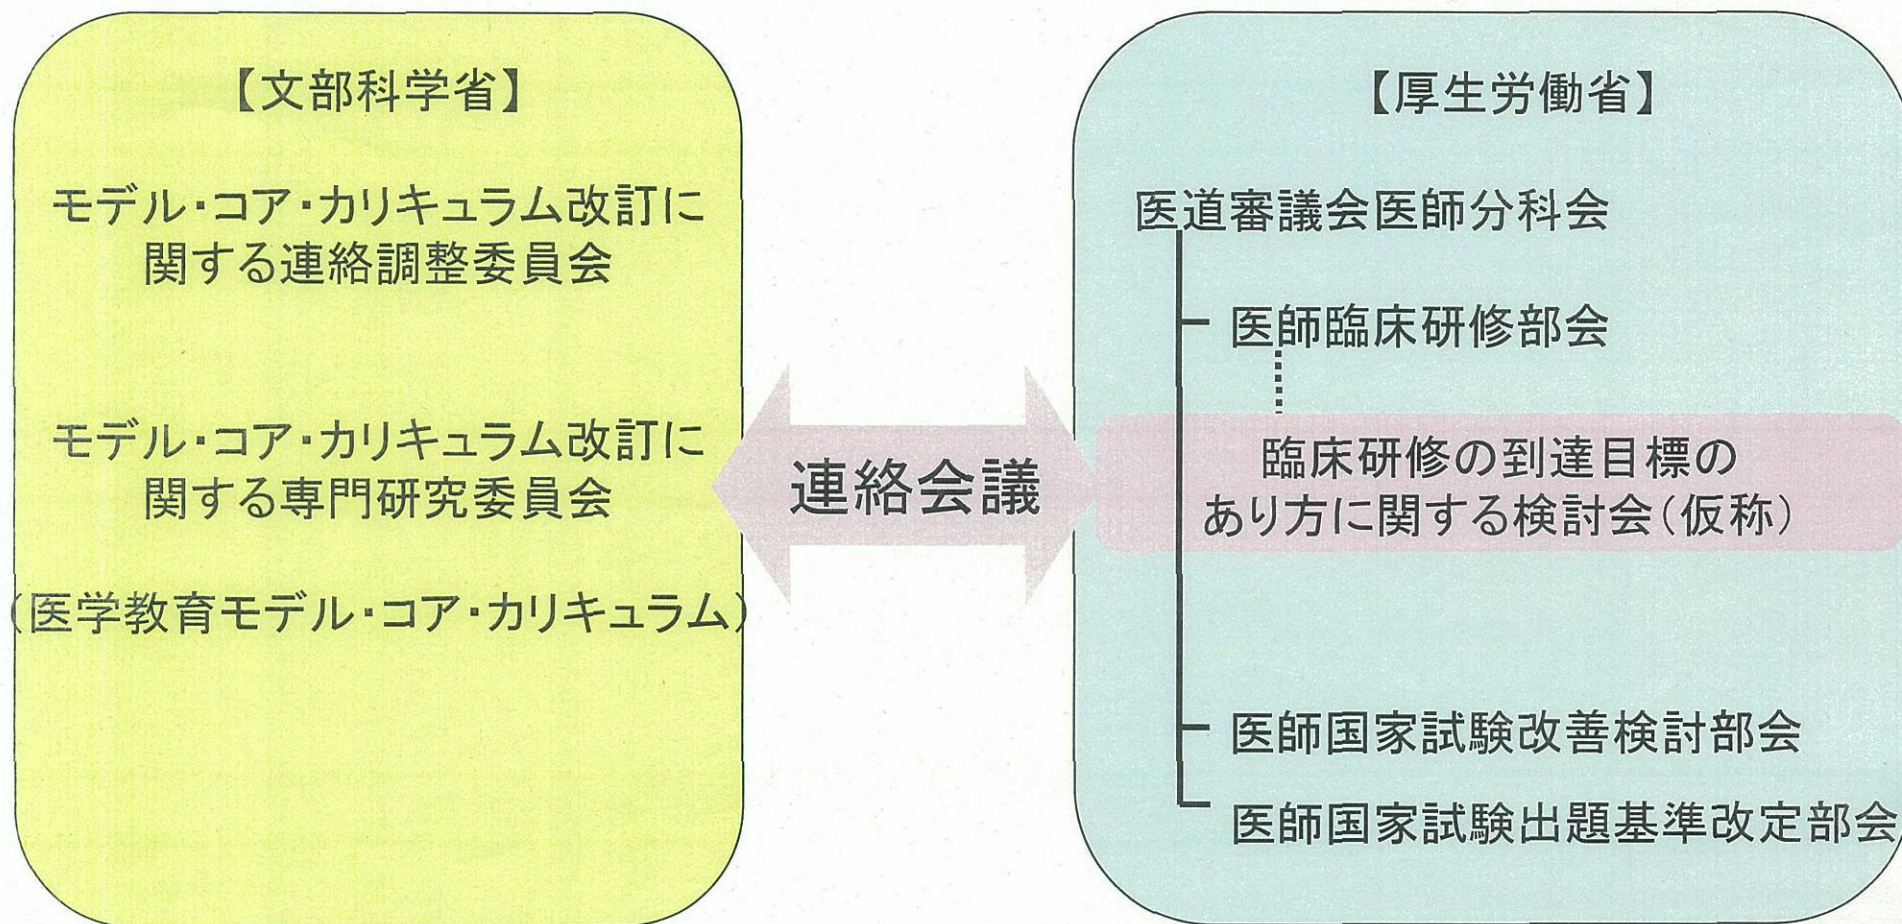 【文部科学省】
モデル・コア・カリキュラム改訂に
関する連絡調整委員会
モデル・コア・カリキュラム改訂に
関する専門研究委員会
(医学教育モデル・コア・カリキュラム)
連絡会議
【厚生労働省】
医道審議会医師分科会
医師臨床研修部会
臨床研修の到達目標の
あり方に関する検討会(仮称)
医師国家試験改善検討部会
医師国家試験出題基準改定部会